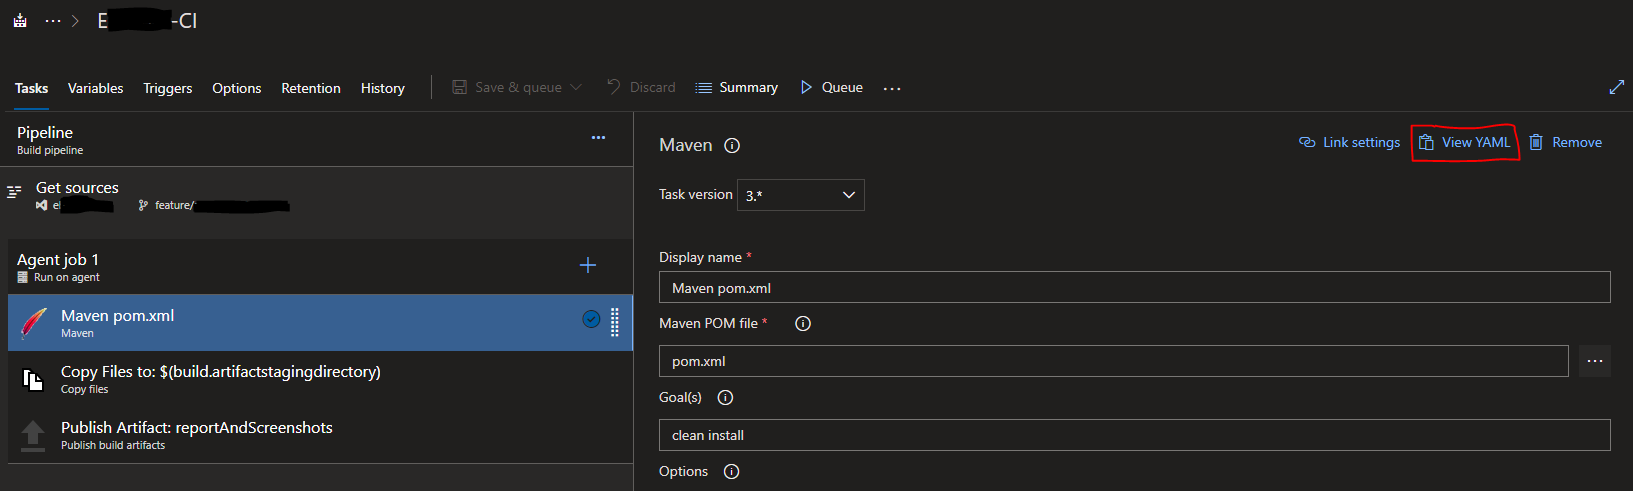 ... > E -CI
Tasks Variables Triggers Options Retention History Save & queue Discard Summary Queue ...
Pipeline ...
Build pipeline
Get sources
el feature/
Agent job 1 +
Run on agent
Maven pom.xml
Maven
Copy Files to: $(build.artifactstagingdirectory)
Copy files
Publish Artifact: reportAndScreenshots
Publish build artifacts
Maven Link settings View YAML Remove
Task version 3.*
Display name *
Maven pom.xml
Maven POM file *
pom.xml ...
Goal(s)
clean install
Options